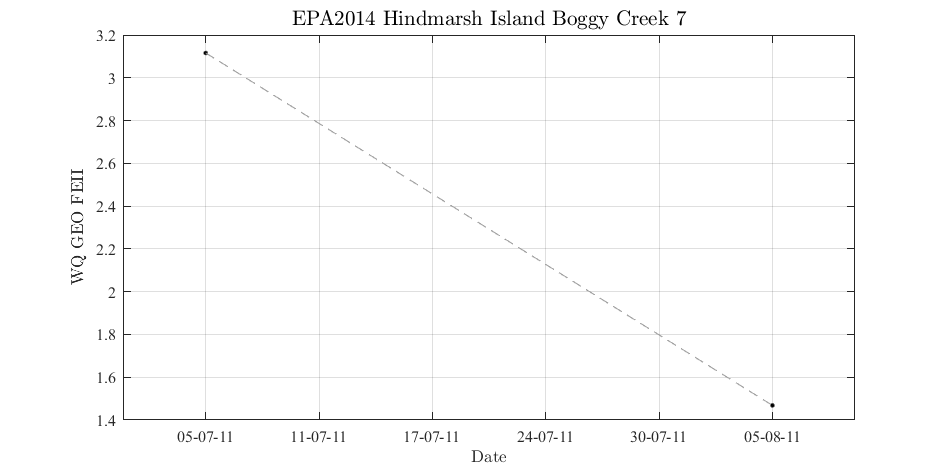 EPA2014 Hindmarsh Island Boggy Creek 7
WQ GEO FEII
3.2
3
2.8
2.6
2.4
2.2
2
1.8
1.6
1.4
05-07-11 11-07-11 17-07-11 24-07-11 30-07-11 05-08-11
Date